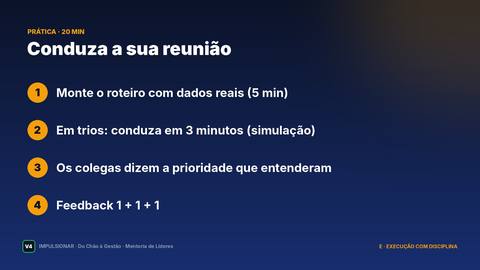 PRÁTICA · 20 MIN
Conduza a sua reunião
1 Monte o roteiro com dados reais (5 min)
2 Em trios: conduza em 3 minutos (simulação)
3 Os colegas dizem a prioridade que entenderam
4 Feedback 1 + 1 + 1
V4 IMPULSIONAR · Do Chão à Gestão · Mentoria de Líderes
E · EXECUÇÃO COM DISCIPLINA